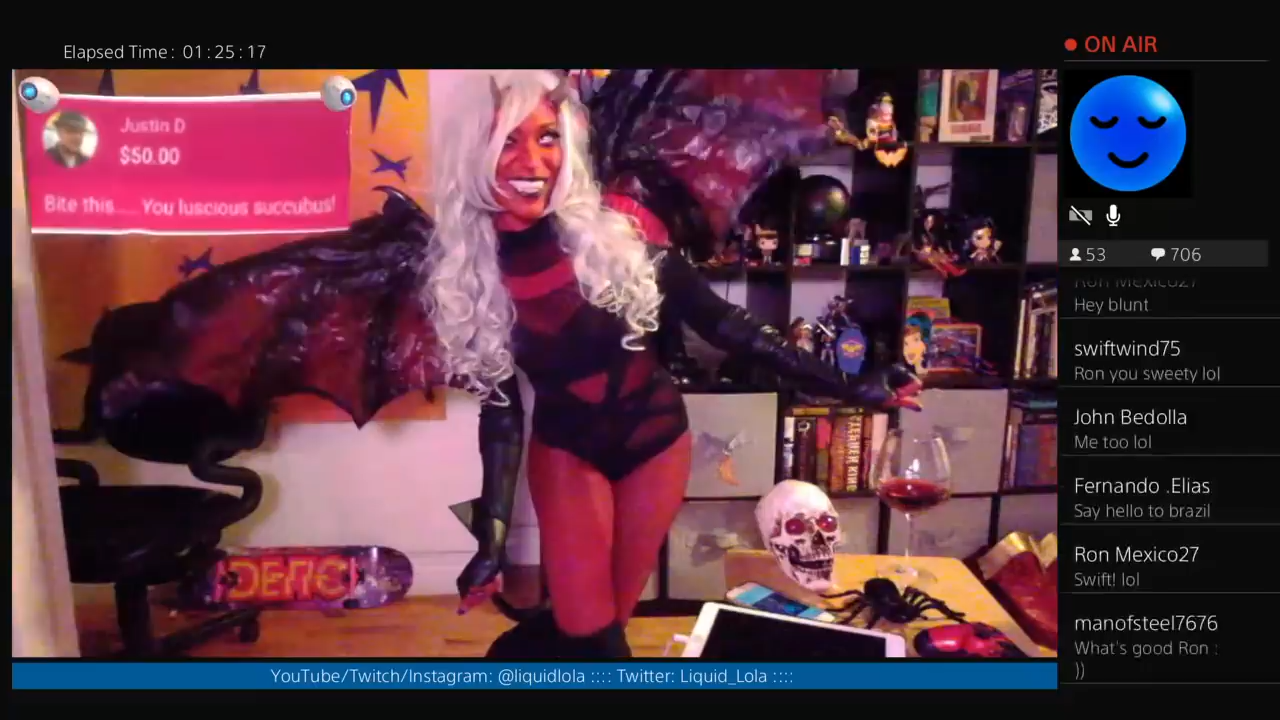 Elapsed Time: 01:25:17
ON AIR
Justin D
$50.00
Bite this.... You luscious succubus!
53 706
Ron Mexico27
Hey blunt
swiftwind75
Ron you sweety lol
John Bedolla
Me too lol
Fernando .Elias
Say hello to brazil
Ron Mexico27
Swift! lol
manofsteel7676
What's good Ron :
))
YouTube/Twitch/Instagram: @liquidlola :::: Twitter: Liquid_Lola ::::